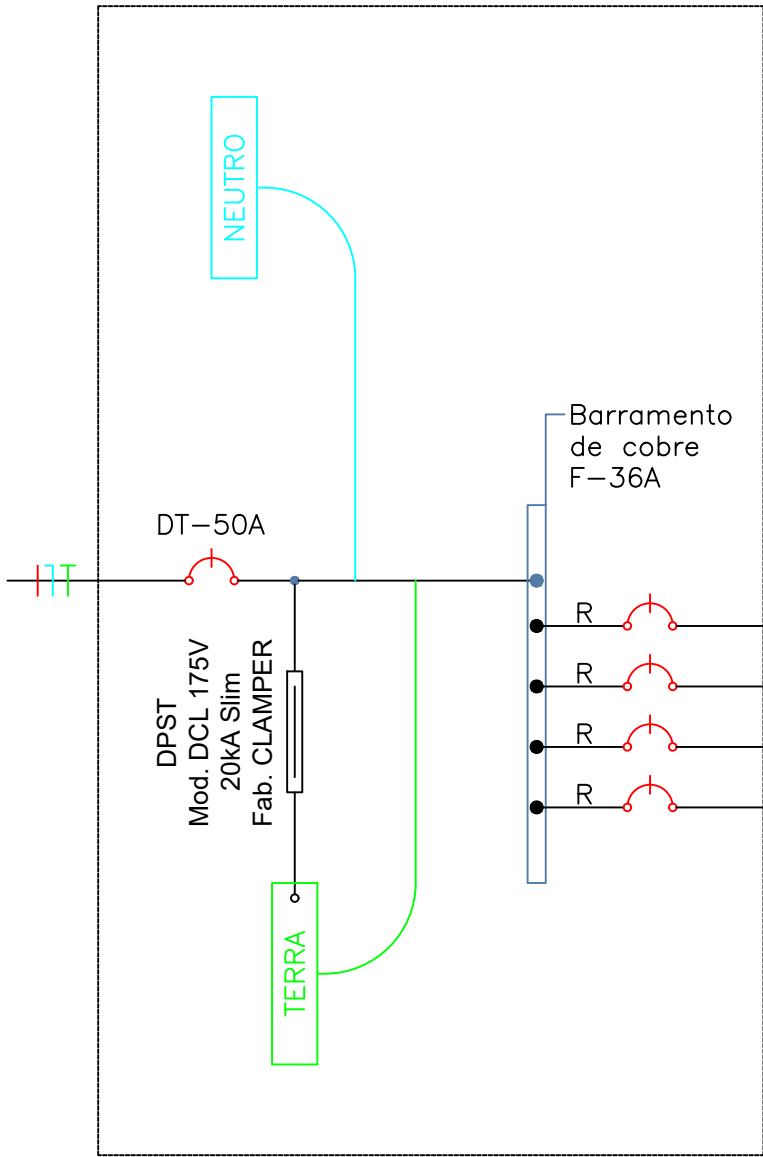 NEUTRO
Barramento
de cobre
F-36A
DT-50A
R
R
R
R
DPST
Mod. DCL 175V
20kA Slim
Fab. CLAMPER
TERRA